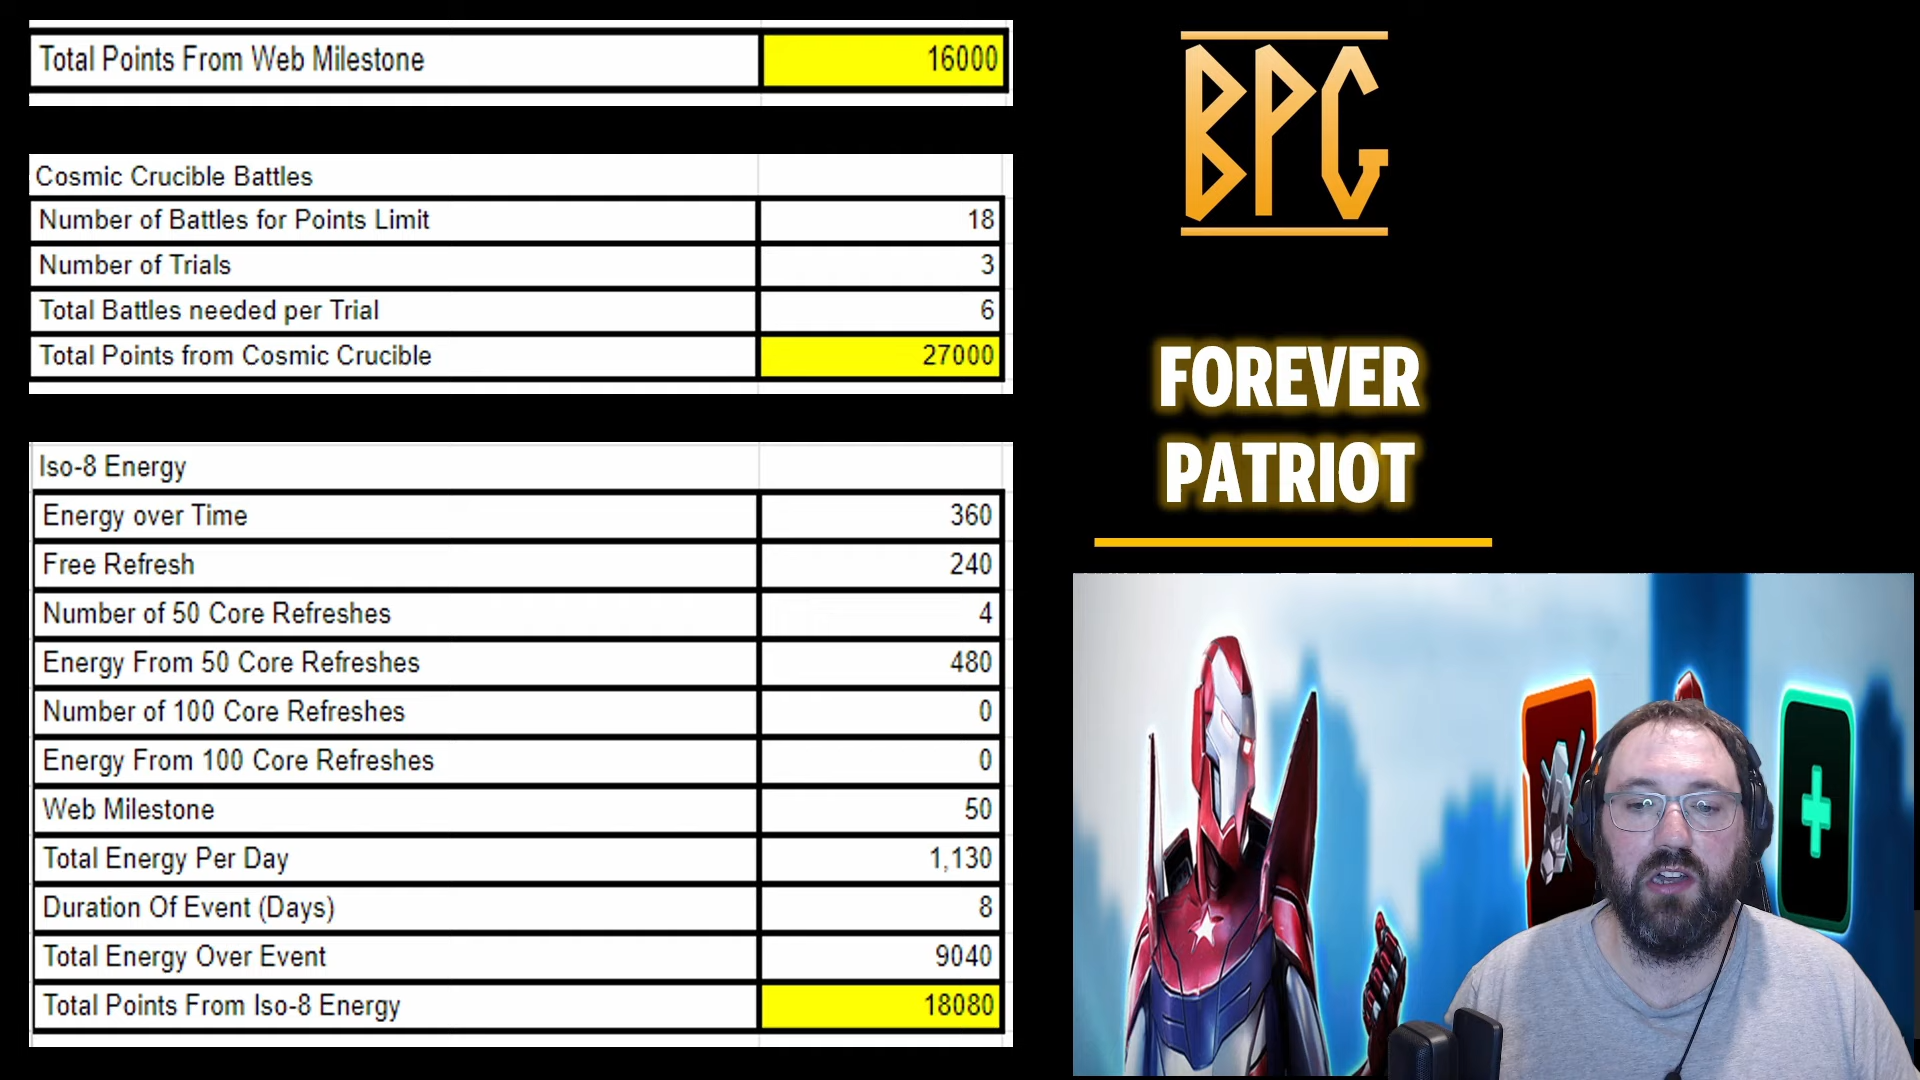 Total Points From Web Milestone 16000
Cosmic Crucible Battles
Number of Battles for Points Limit 18
Number of Trials 3
Total Battles needed per Trial 6
Total Points from Cosmic Crucible 27000
Iso-8 Energy
Energy over Time 360
Free Refresh 240
Number of 50 Core Refreshes 4
Energy From 50 Core Refreshes 480
Number of 100 Core Refreshes 0
Energy From 100 Core Refreshes 0
Web Milestone 50
Total Energy Per Day 1,130
Duration Of Event (Days) 8
Total Energy Over Event 9040
Total Points From Iso-8 Energy 18080
BPG
FOREVER
PATRIOT